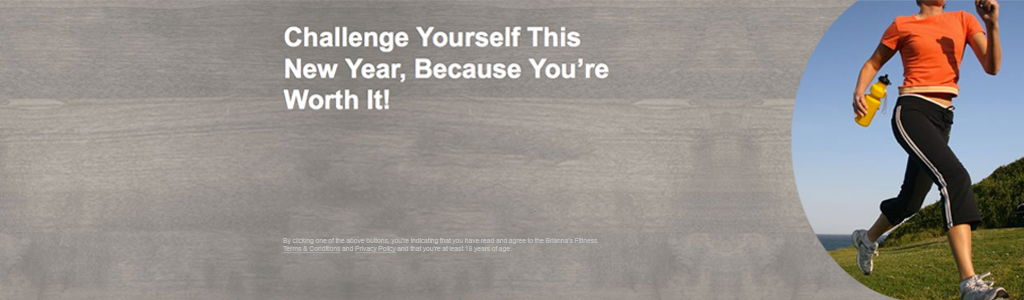 Challenge Yourself This
New Year, Because You’re
Worth It!
By clicking one of the above buttons, you're indicating that you have read and agree to the Brianna's Fitness
Terms & Conditions and Privacy Policy and that you're at least 18 years of age.